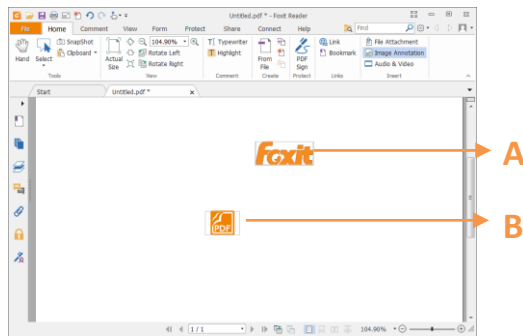 Untitled.pdf * - Foxit Reader
File Home Comment View Form Protect Share Connect Help Find
Hand
Select
SnapShot
Clipboard
Actual Size
104.90%
Rotate Left
Rotate Right
Typewriter
Highlight
From File
PDF Sign
Link
Bookmark
File Attachment
Image Annotation
Audio & Video
Tools View Comment Create Protect Links Insert
Start Untitled.pdf *
foxit
A
PDF
B
1 / 1
104.90%